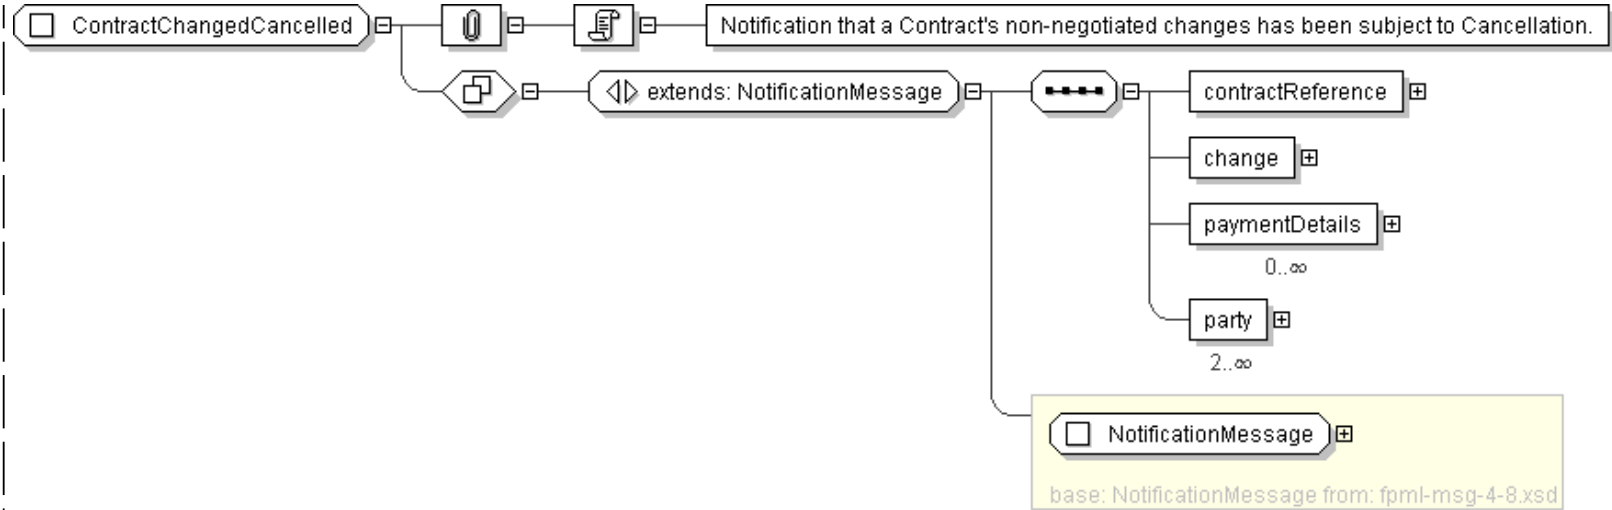 ContractChangedCancelled
Notification that a Contract's non-negotiated changes has been subject to Cancellation.
extends: NotificationMessage
contractReference
change
paymentDetails
0..∞
party
2..∞
NotificationMessage
base: NotificationMessage from: fpml-msg-4-8.xsd